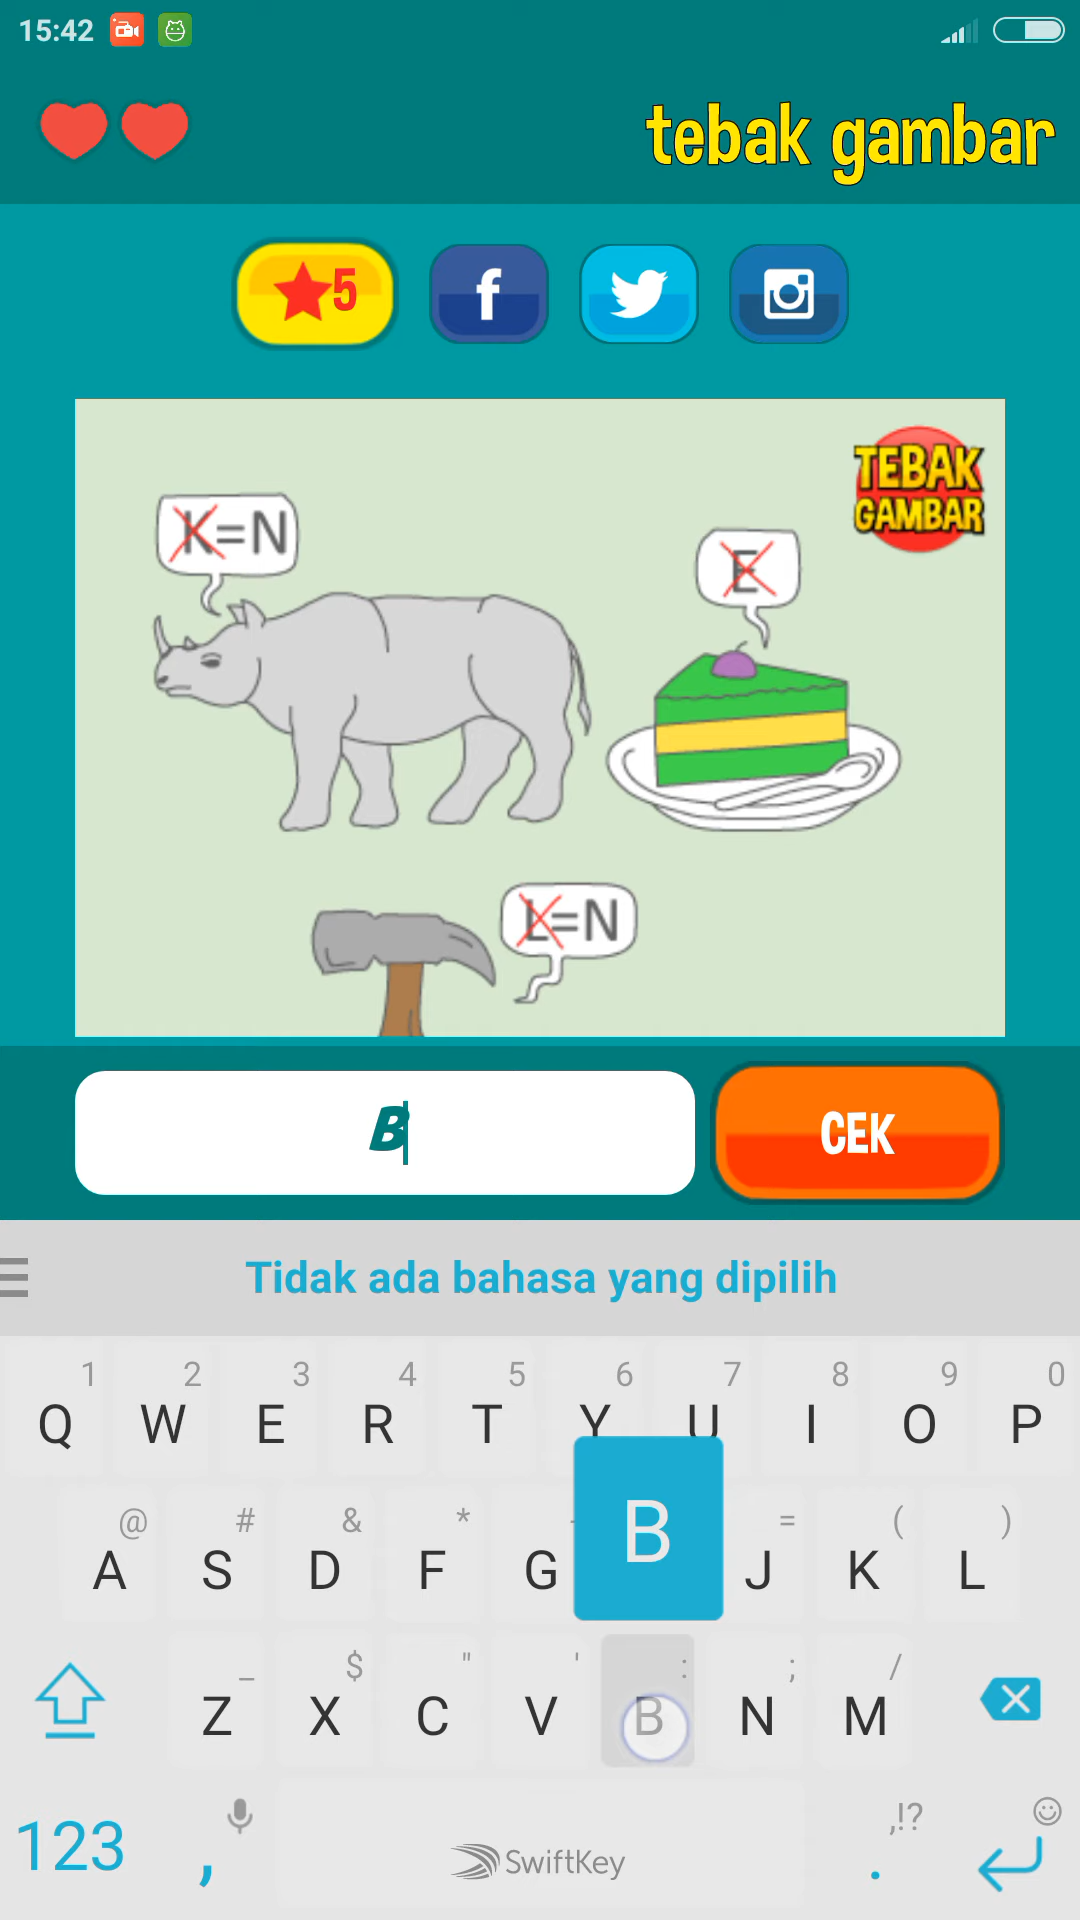 15:42
tebak gambar
5
f
TEBAK
GAMBAR
K=N
E
L=N
B
CEK
Tidak ada bahasa yang dipilih
1 2 3 4 5 6 7 8 9 0
Q W E R T Y U I O P
@ # & * = ( )
A S D F G B J K L
_ $ " ' : ; /
Z X C V B N M
,!?
123 , SwiftKey .